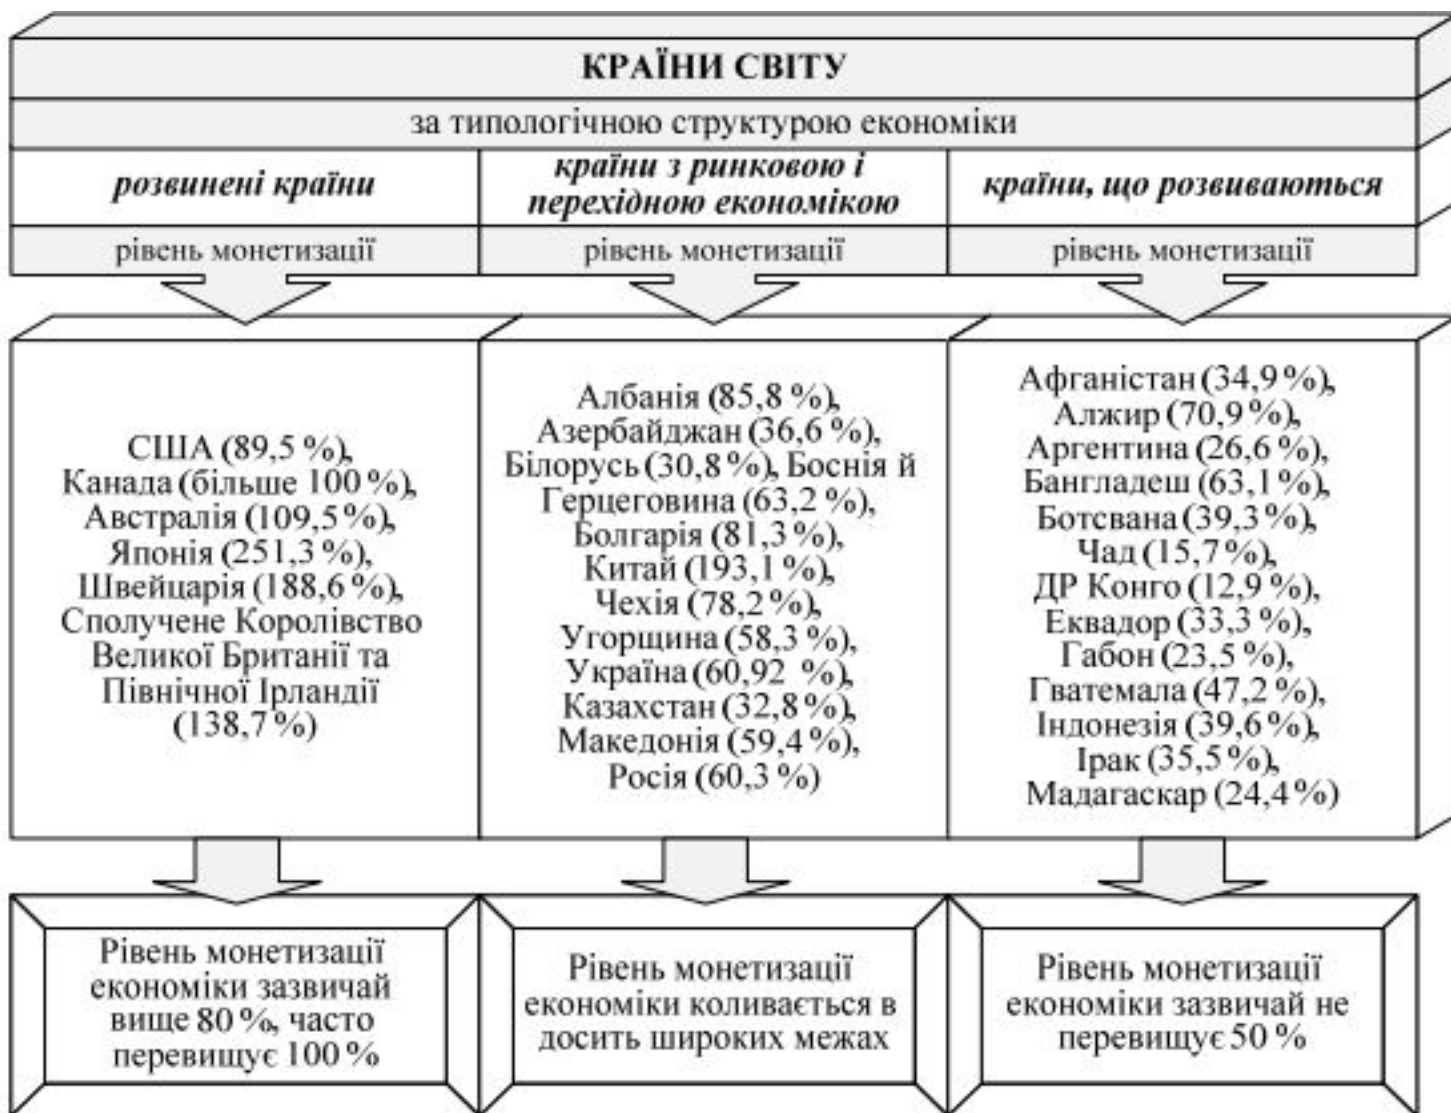 КРАЇНИ СВІТУ
за типологічною структурою економіки
розвинені країни
країни з ринковою і
перехідною економікою
країни, що розвиваються
рівень монетизації
рівень монетизації
рівень монетизації
США (89,5 %),
Канада (більше 100 %),
Австралія (109,5 %),
Японія (251,3 %),
Швейцарія (188,6 %),
Сполучене Королівство
Великої Британії та
Північної Ірландії
(138,7 %)
Албанія (85,8 %),
Азербайджан (36,6 %),
Білорусь (30,8 %), Боснія й
Герцеговина (63,2 %),
Болгарія (81,3 %),
Китай (193,1 %),
Чехія (78,2 %),
Угорщина (58,3 %),
Україна (60,92 %),
Казахстан (32,8 %),
Македонія (59,4 %),
Росія (60,3 %)
Афганістан (34,9 %),
Алжир (70,9 %),
Аргентина (26,6 %),
Бангладеш (63,1 %),
Ботсвана (39,3 %),
Чад (15,7 %),
ДР Конго (12,9 %),
Еквадор (33,3 %),
Габон (23,5 %),
Гватемала (47,2 %),
Індонезія (39,6 %),
Ірак (35,5 %),
Мадагаскар (24,4 %)
Рівень монетизації
економіки зазвичай
вище 80 %, часто
перевищує 100 %
Рівень монетизації
економіки коливається в
досить широких межах
Рівень монетизації
економіки зазвичай не
перевищує 50 %